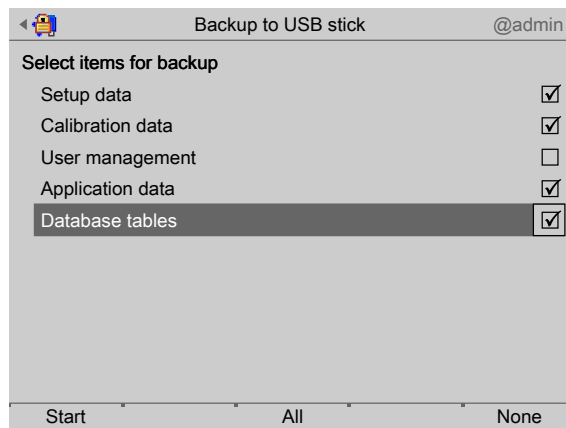 Backup to USB stick @admin
Select items for backup
Setup data
Calibration data
User management
Application data
Database tables
Start All None